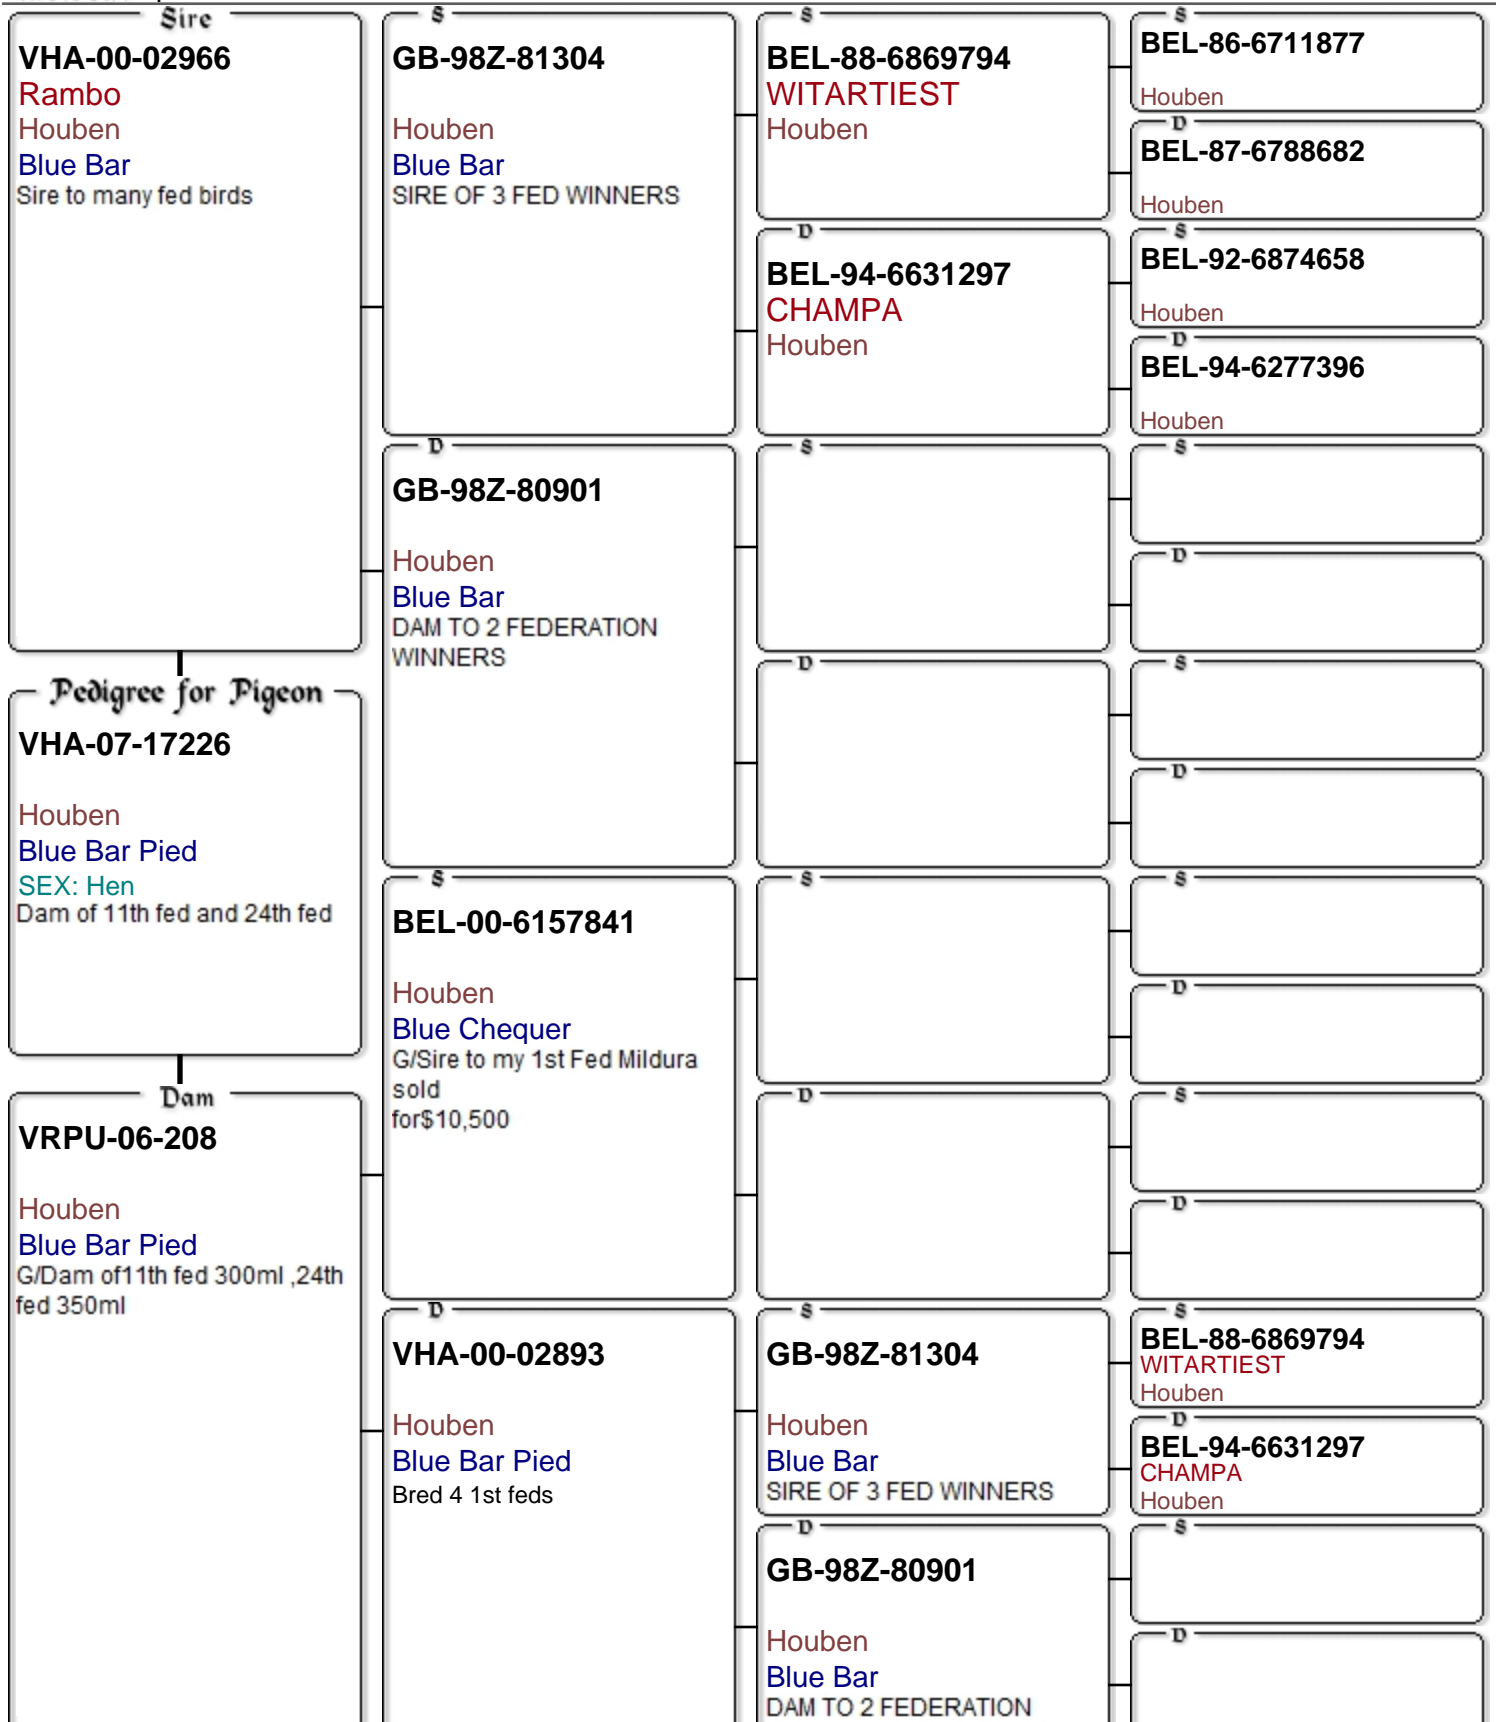 Sire
VHA-00-02966
Rambo
Houben
Blue Bar
Sire to many fed birds
Pedigree for Pigeon
VHA-07-17226
Houben
Blue Bar Pied
SEX: Hen
Dam of 11th fed and 24th fed
Dam
VRPU-06-208
Houben
Blue Bar Pied
G/Dam of11th fed 300ml ,24th
fed 350ml
S
GB-98Z-81304
Houben
Blue Bar
SIRE OF 3 FED WINNERS
D
GB-98Z-80901
Houben
Blue Bar
DAM TO 2 FEDERATION
WINNERS
S
BEL-00-6157841
Houben
Blue Chequer
G/Sire to my 1st Fed Mildura
sold
for$10,500
D
VHA-00-02893
Houben
Blue Bar Pied
Bred 4 1st feds
S
BEL-88-6869794
WITARTIEST
Houben
D
BEL-94-6631297
CHAMPA
Houben
S
D
S
D
S
GB-98Z-81304
Houben
Blue Bar
SIRE OF 3 FED WINNERS
D
GB-98Z-80901
Houben
Blue Bar
DAM TO 2 FEDERATION
S
BEL-86-6711877
Houben
D
BEL-87-6788682
Houben
S
BEL-92-6874658
Houben
D
BEL-94-6277396
Houben
S
D
S
D
S
D
S
D
S
BEL-88-6869794
WITARTIEST
Houben
D
BEL-94-6631297
CHAMPA
Houben
S
D